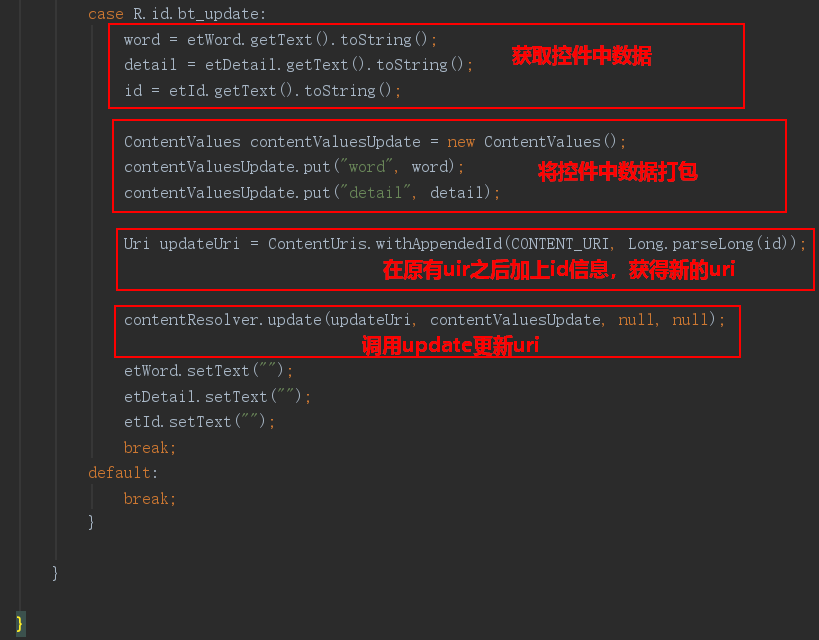 case R.id.bt_update:
word = etWord.getText().toString();
获取控件中数据
detail = etDetail.getText().toString();
id = etId.getText().toString();
ContentValues contentValuesUpdate = new ContentValues();
contentValuesUpdate.put("word", word);
将控件中数据打包
contentValuesUpdate.put("detail", detail);
Uri updateUri = ContentUris.withAppendedId(CONTENT_URI, Long.parseLong(id));
在原有uir之后加上id信息，获得新的uri
contentResolver.update(updateUri, contentValuesUpdate, null, null);
调用update更新uri
etWord.setText("");
etDetail.setText("");
etId.setText("");
break;
default:
break;
}
}
}